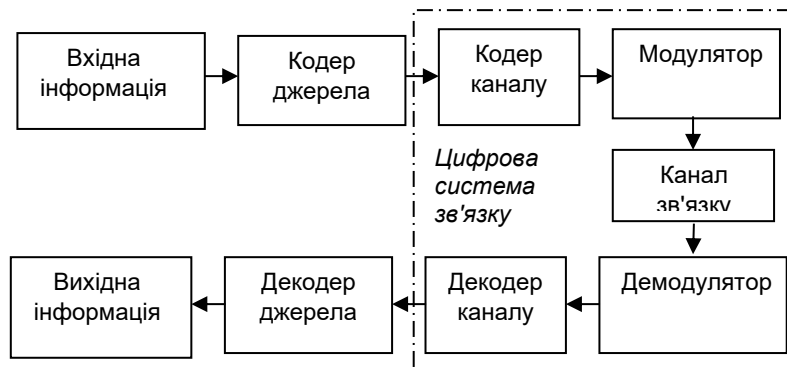 Вхідна
інформація
Кодер
джерела
Кодер
каналу
Модулятор
Цифрова
система
зв'язку
Канал
зв'язку
Вихідна
інформація
Декодер
джерела
Декодер
каналу
Демодулятор